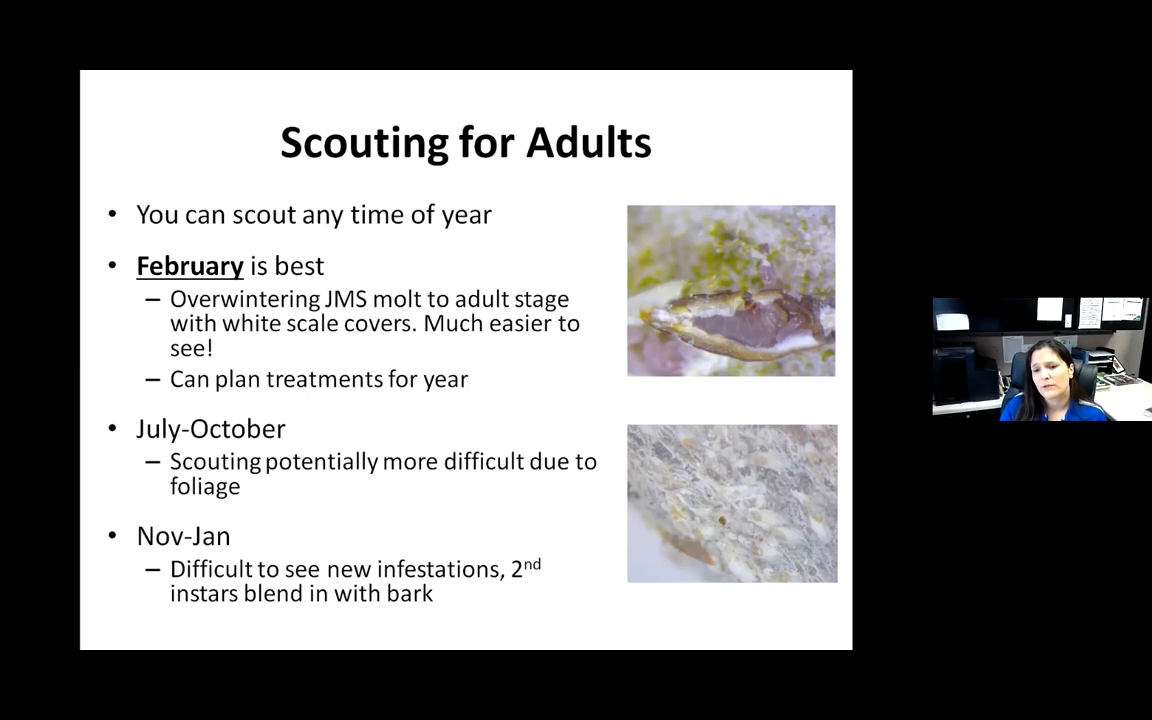 Scouting for Adults
• You can scout any time of year
• February is best
– Overwintering JMS molt to adult stage
with white scale covers. Much easier to
see!
– Can plan treatments for year
• July-October
– Scouting potentially more difficult due to
foliage
• Nov-Jan
– Difficult to see new infestations, 2nd
instars blend in with bark